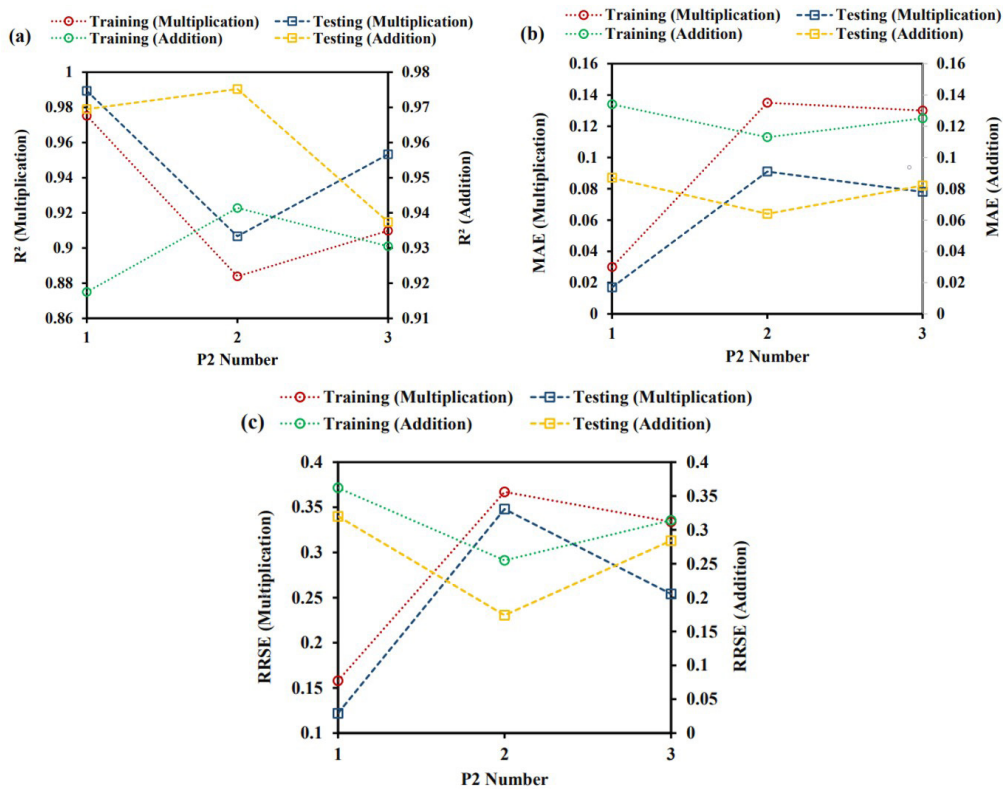 (a)
Training (Multiplication) Testing (Multiplication)
Training (Addition) Testing (Addition)
R² (Multiplication)
1
0.98
0.96
0.94
0.92
0.9
0.88
0.86
0.98
0.97
0.96
0.95
0.94
0.93
0.92
0.91
R² (Addition)
1 2 3
P2 Number
(b)
Training (Multiplication) Testing (Multiplication)
Training (Addition) Testing (Addition)
MAE (Multiplication)
0.16
0.14
0.12
0.1
0.08
0.06
0.04
0.02
0
0.16
0.14
0.12
0.1
0.08
0.06
0.04
0.02
0
MAE (Addition)
1 2 3
P2 Number
(c)
Training (Multiplication) Testing (Multiplication)
Training (Addition) Testing (Addition)
RRSE (Multiplication)
0.4
0.35
0.3
0.25
0.2
0.15
0.1
0.4
0.35
0.3
0.25
0.2
0.15
0.1
0.05
0
RRSE (Addition)
1 2 3
P2 Number